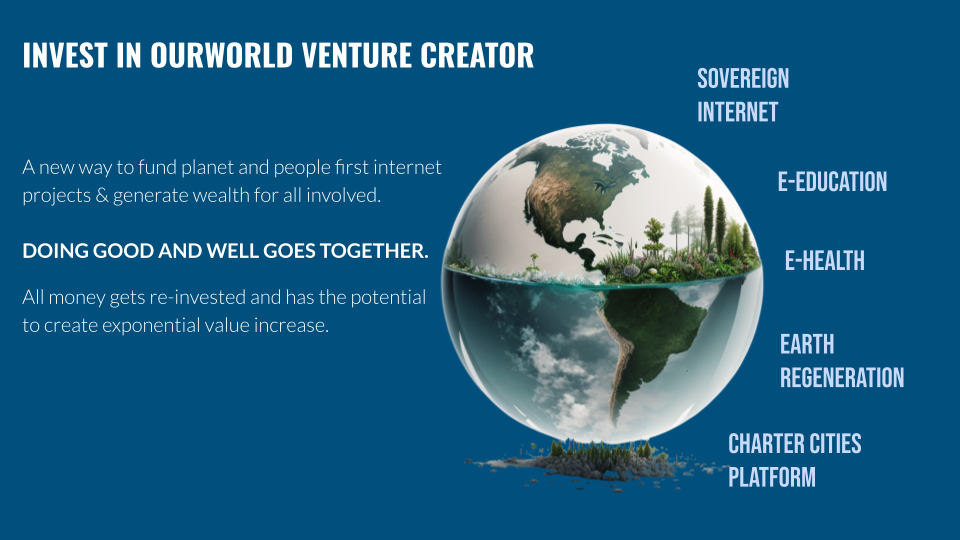 INVEST IN OURWORLD VENTURE CREATOR
A new way to fund planet and people first internet
projects & generate wealth for all involved.
DOING GOOD AND WELL GOES TOGETHER.
All money gets re-invested and has the potential
to create exponential value increase.
SOVEREIGN
INTERNET
E-EDUCATION
E-HEALTH
EARTH
REGENERATION
CHARTER CITIES
PLATFORM